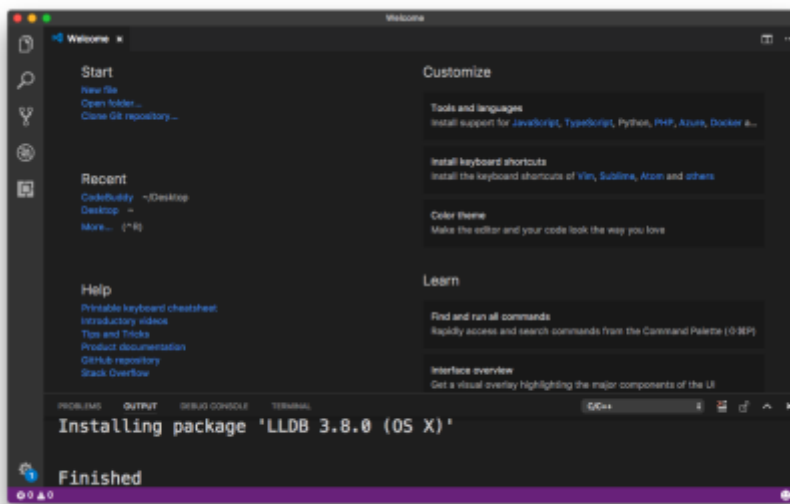 Welcome
Welcome ×
Start
New file
Open folder...
Clone Git repository...
Recent
CodeBuddy ~/Desktop
Desktop ~
More... (^R)
Help
Printable keyboard cheatsheet
Introductory videos
Tips and Tricks
Product documentation
GitHub repository
Stack Overflow
Customize
Tools and languages
Install support for JavaScript, TypeScript, Python, PHP, Azure, Docker a...
Install keyboard shortcuts
Install the keyboard shortcuts of Vim, Sublime, Atom and others
Color theme
Make the editor and your code look the way you love
Learn
Find and run all commands
Rapidly access and search commands from the Command Palette (⇧⌘P)
Interface overview
Get a visual overlay highlighting the major components of the UI
PROBLEMS OUTPUT DEBUG CONSOLE TERMINAL C/C++
Installing package 'LLDB 3.8.0 (OS X)'
Finished
1
0 0